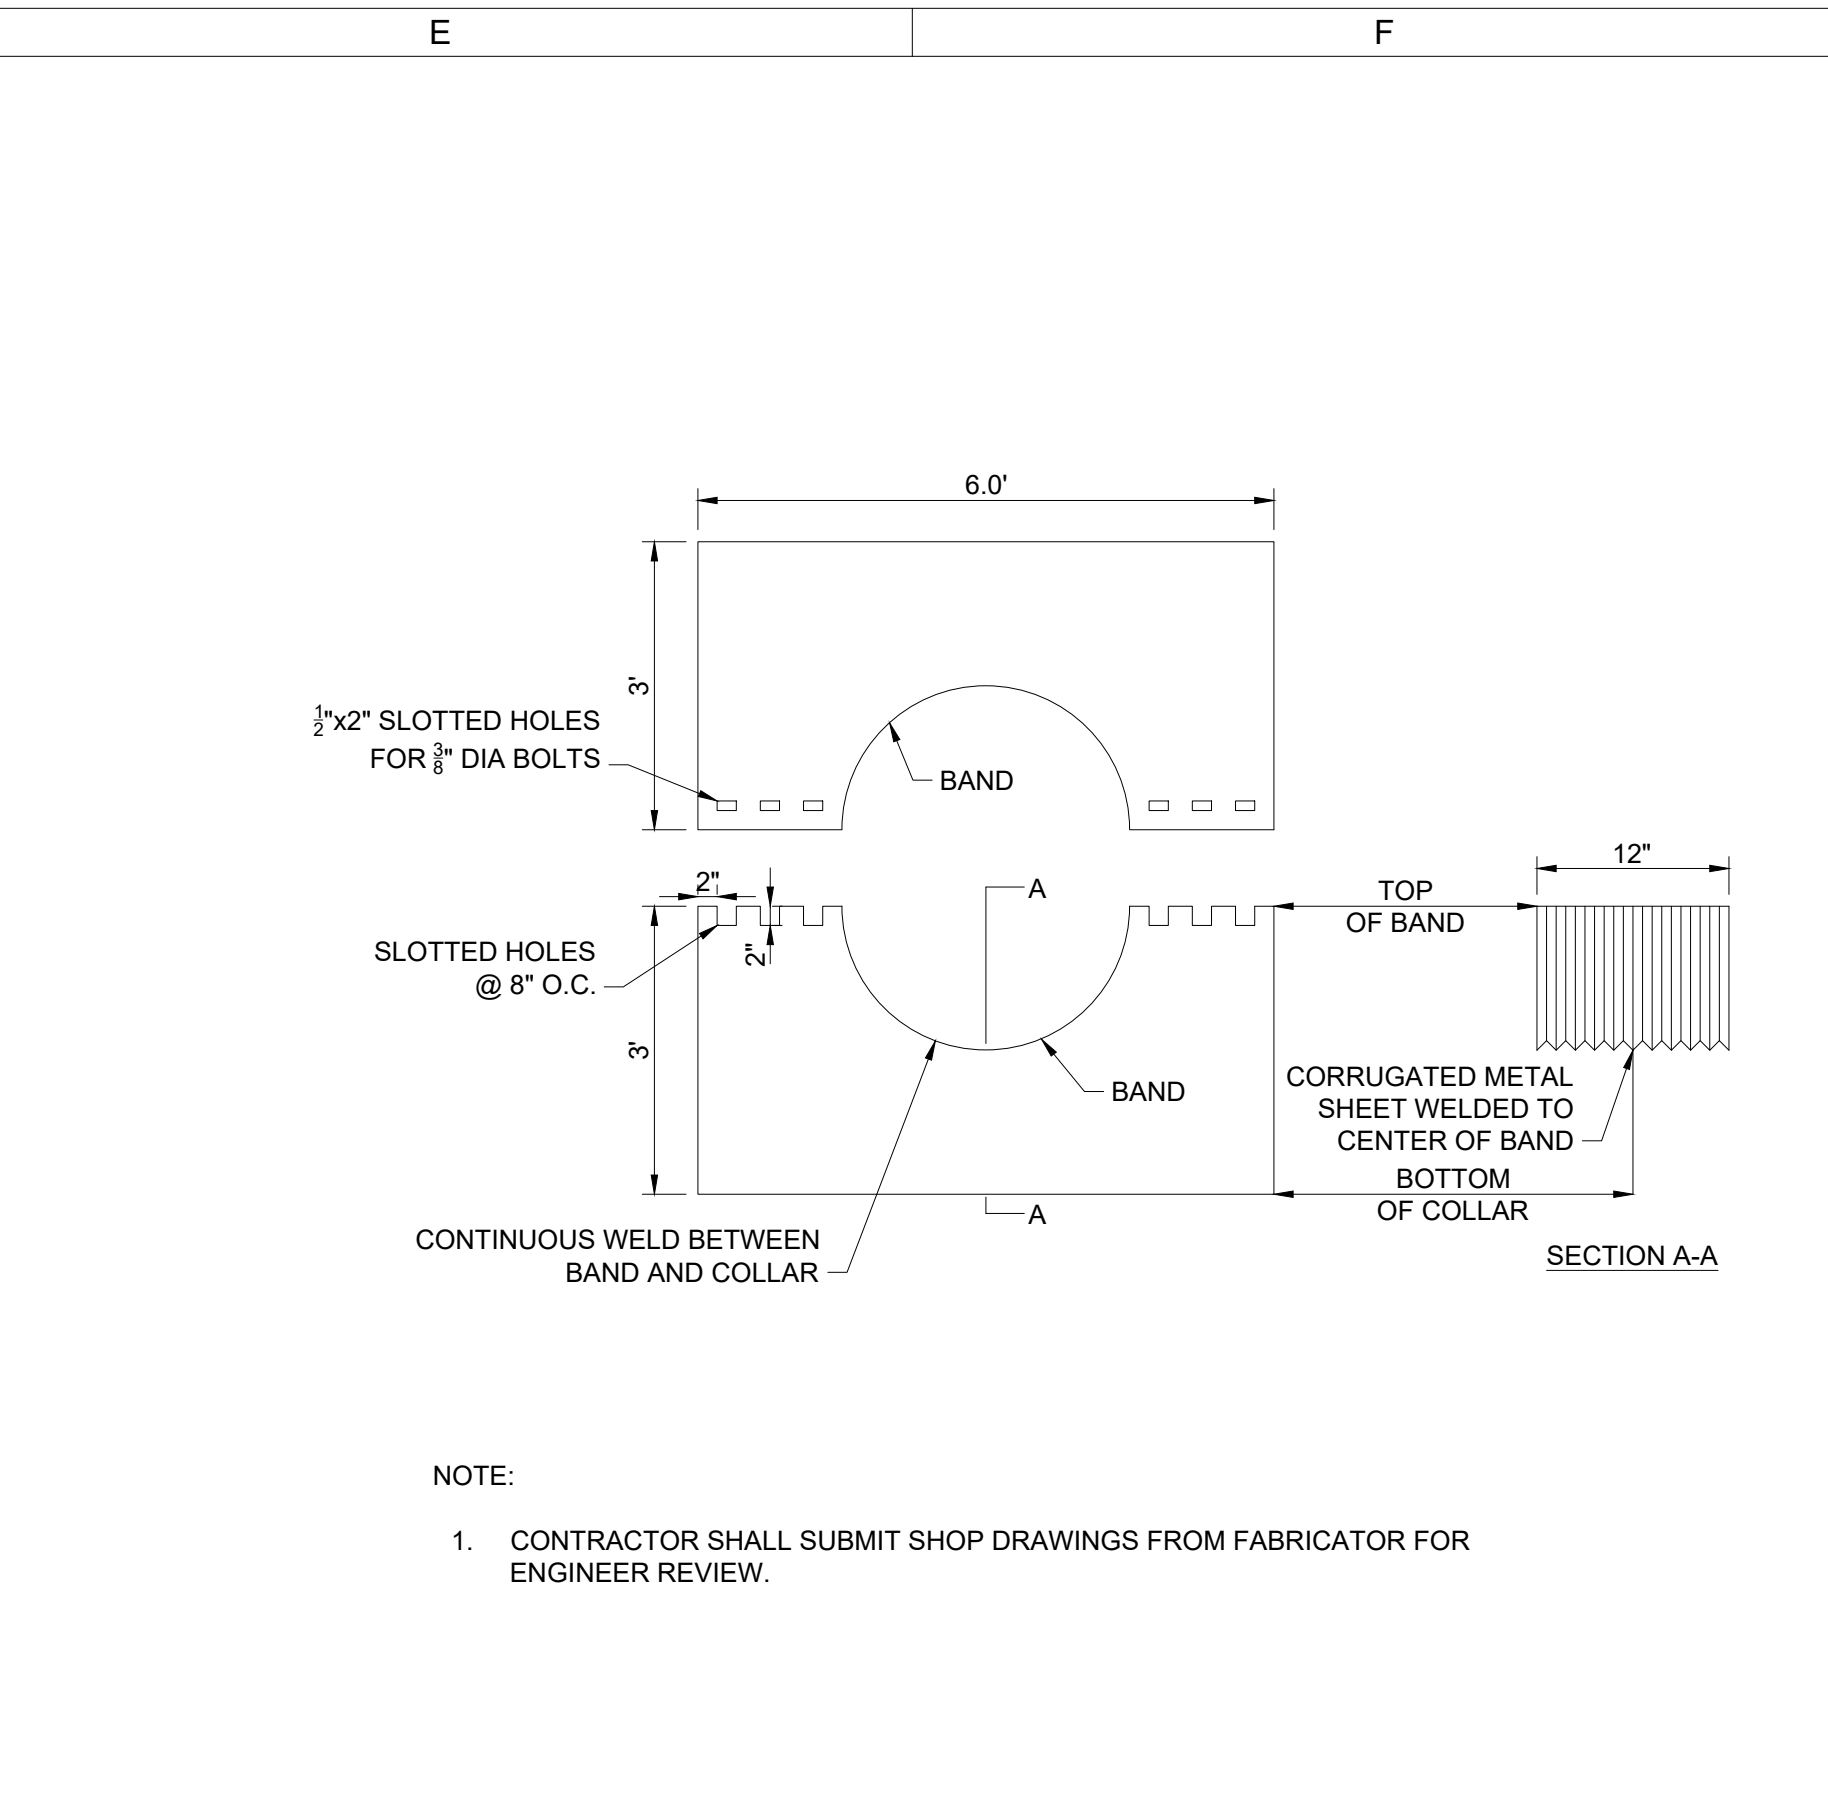 E
F
6.0'
3'
½"x2" SLOTTED HOLES
FOR ⅜" DIA BOLTS
BAND
12"
2"
A
TOP
OF BAND
SLOTTED HOLES
@ 8" O.C.
2"
3'
BAND
CORRUGATED METAL
SHEET WELDED TO
CENTER OF BAND
BOTTOM
OF COLLAR
A
CONTINUOUS WELD BETWEEN
BAND AND COLLAR
SECTION A-A
NOTE:
1. CONTRACTOR SHALL SUBMIT SHOP DRAWINGS FROM FABRICATOR FOR
ENGINEER REVIEW.